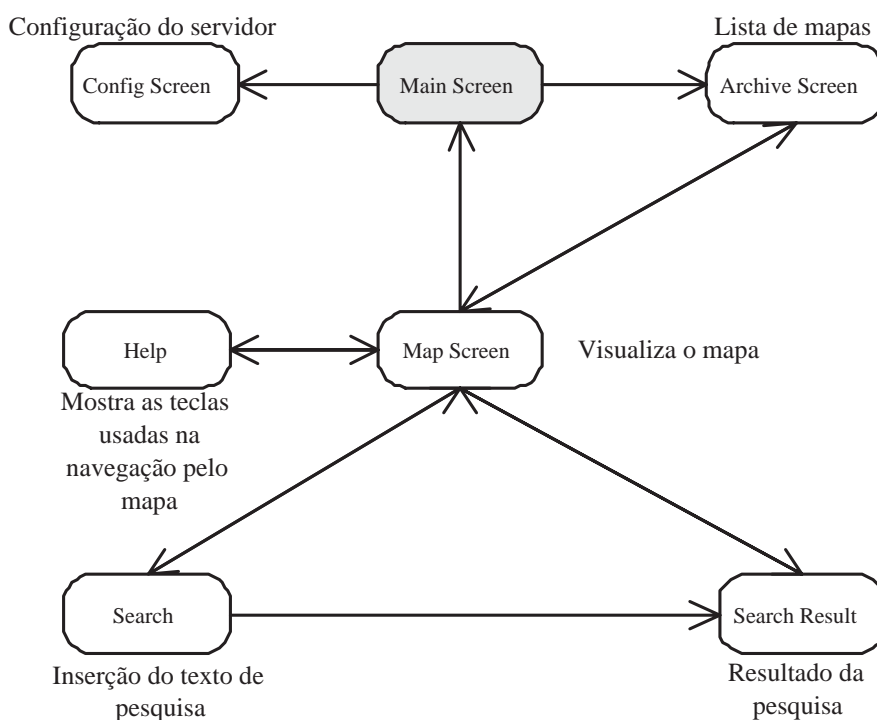 Configuração do servidor
Lista de mapas
Config Screen
Main Screen
Archive Screen
Help
Map Screen
Visualiza o mapa
Mostra as teclas
usadas na
navegação pelo
mapa
Search
Search Result
Inserção do texto de
pesquisa
Resultado da
pesquisa